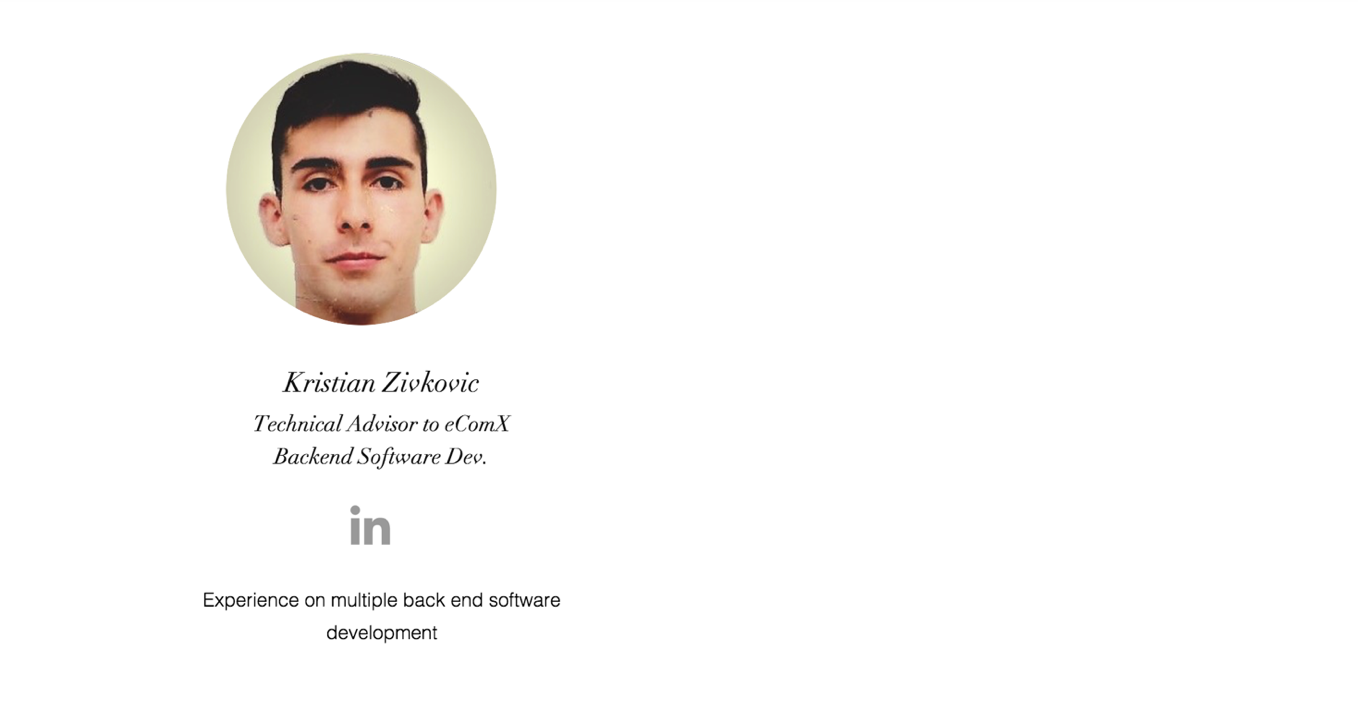 Kristian Zivkovic
Technical Advisor to eComX
Backend Software Dev.
in
Experience on multiple back end software
development